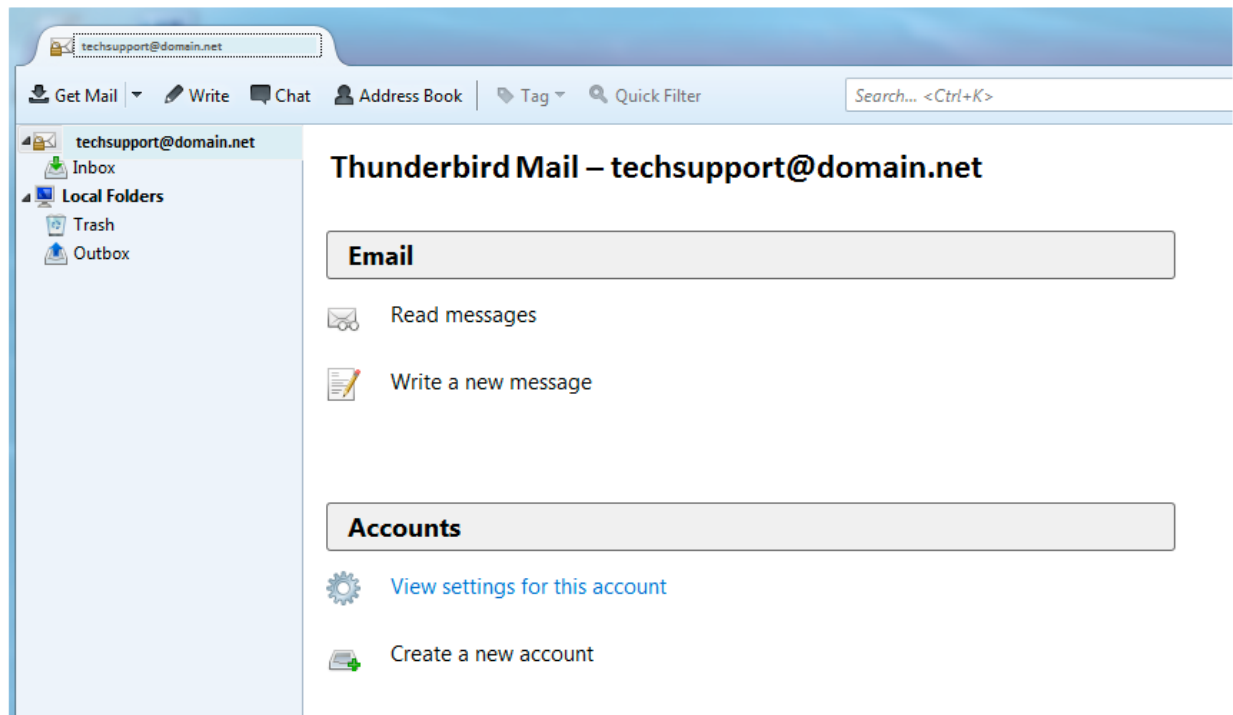 techsupport@domain.net
Get Mail Write Chat Address Book Tag Quick Filter Search... <Ctrl+K>
techsupport@domain.net
Inbox
Local Folders
Trash
Outbox
Thunderbird Mail – techsupport@domain.net
Email
Read messages
Write a new message
Accounts
View settings for this account
Create a new account